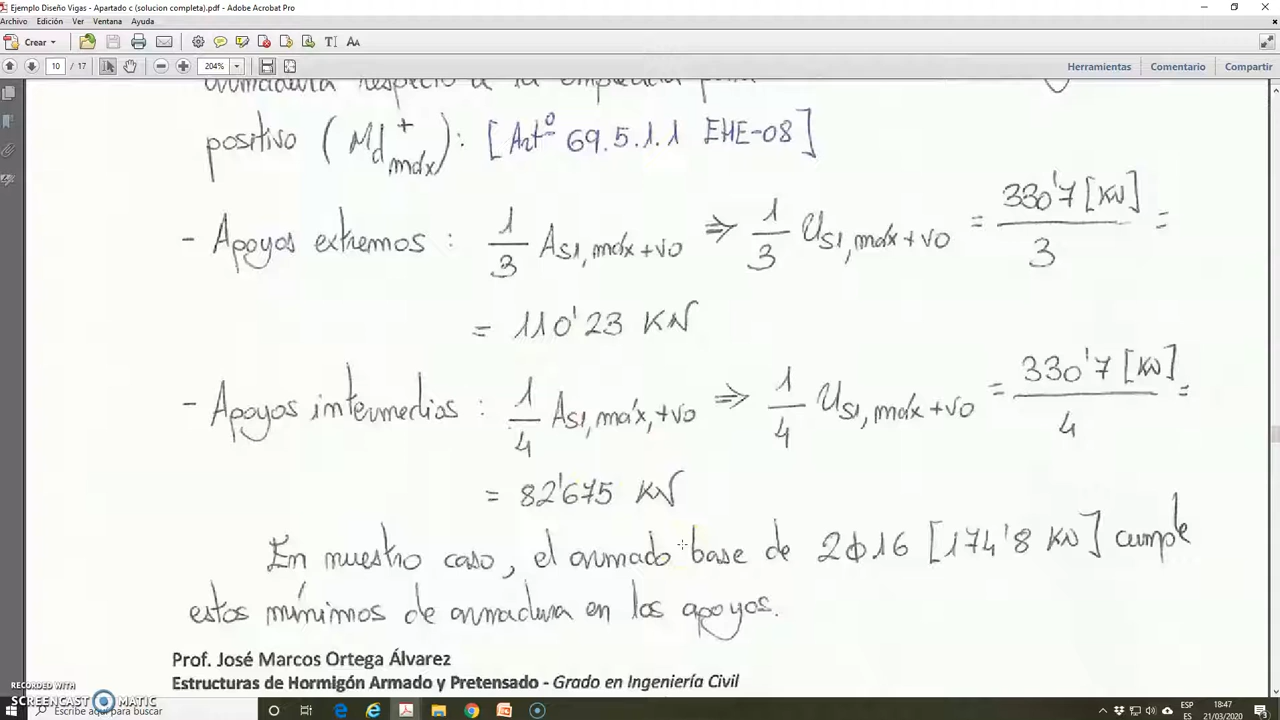 Ejemplo Diseño Vigas - Apartado c (solucion completa).pdf - Adobe Acrobat Pro
Archivo Edición Ver Ventana Ayuda
Crear
10 / 17 204% Herramientas Comentario Compartir
armadura respecto a la empleada para
positivo (Md⁺máx): [Artº 69.5.1.1 EHE-08]
- Apoyos extremos : 1/3 As1,máx+vo ⇒ 1/3 Us1,máx+vo = 330'7 [KN]/3 =
= 110'23 KN
- Apoyos intermedios : 1/4 As1,máx,+vo ⇒ 1/4 Us1,máx+vo = 330'7 [KN]/4 =
= 82'675 KN
En nuestro caso, el armado base de 2ϕ16 [174'8 KN] cumple
estos mínimos de armadura en los apoyos.
Prof. José Marcos Ortega Álvarez
Estructuras de Hormigón Armado y Pretensado - Grado en Ingeniería Civil
RECORDED WITH
SCREENCAST MATIC
Escribe aquí para buscar
ESP 18:47
ES 21/03/2020